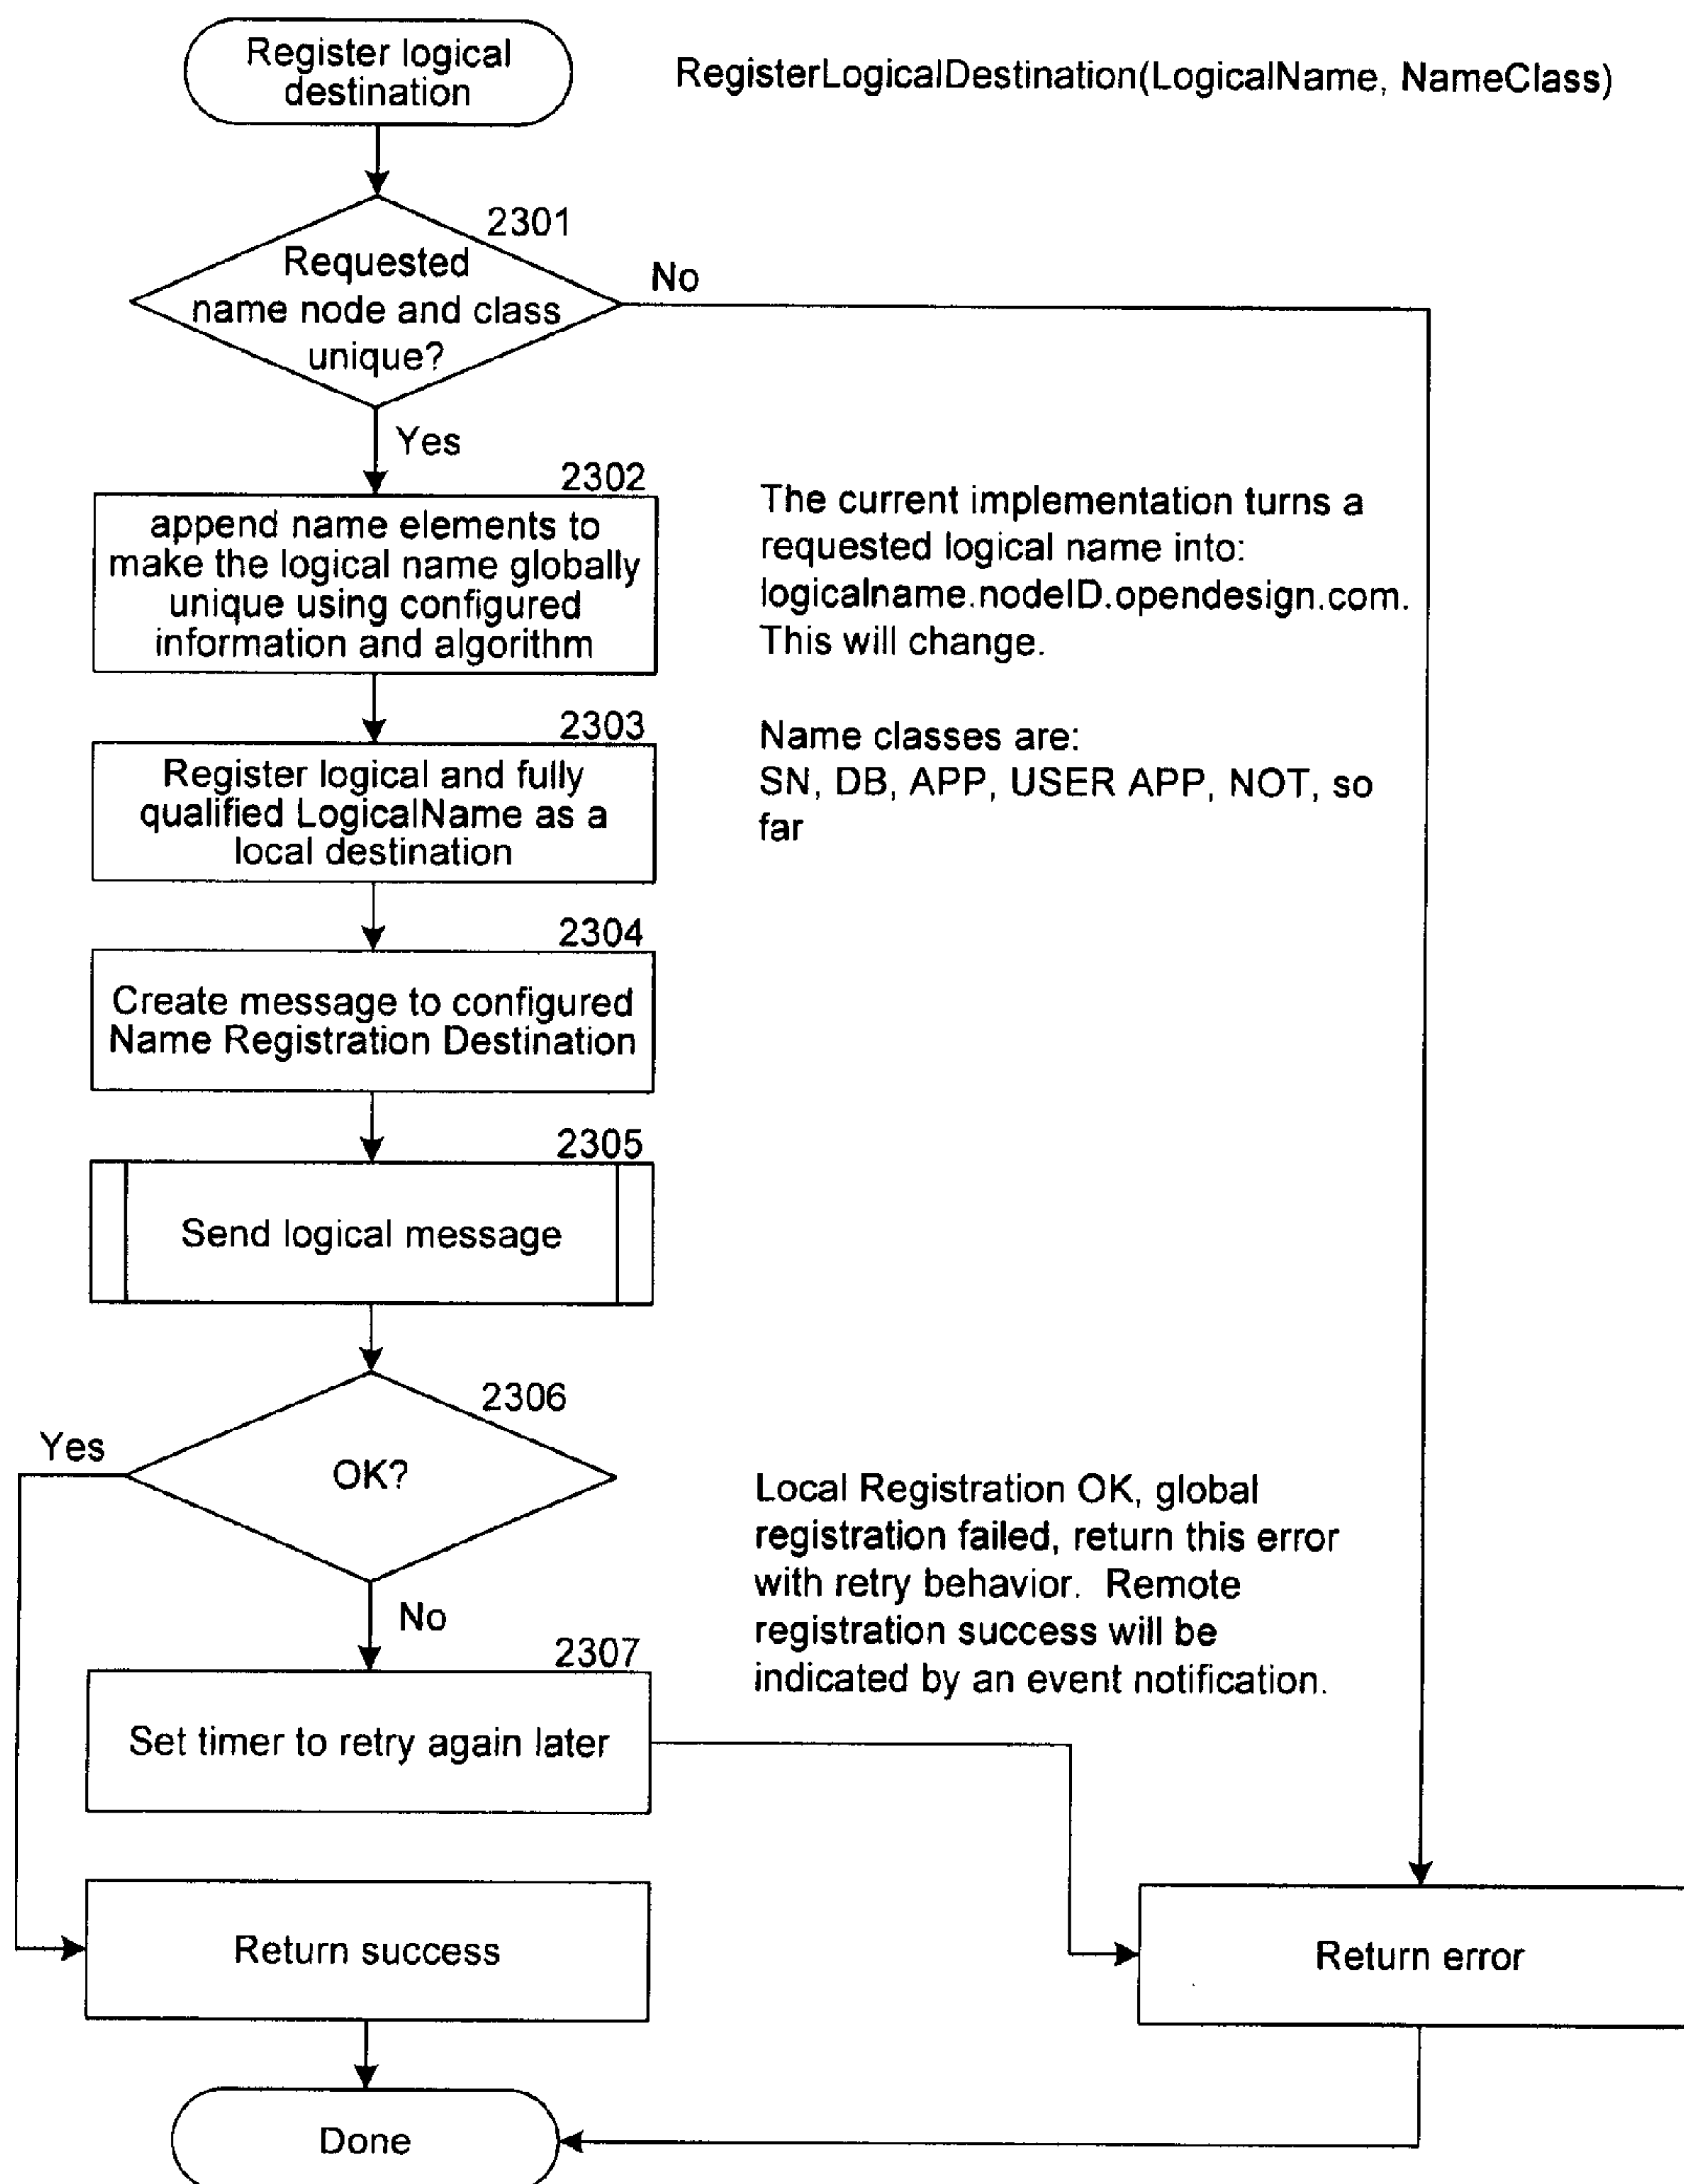 Register logical
destination
RegisterLogicalDestination(LogicalName, NameClass)
2301
Requested
name node and class
unique?
No
Yes
2302
append name elements to
make the logical name globally
unique using configured
information and algorithm
The current implementation turns a
requested logical name into:
logicalname.nodeID.opendesign.com.
This will change.
2303
Register logical and fully
qualified LogicalName as a
local destination
Name classes are:
SN, DB, APP, USER APP, NOT, so
far
2304
Create message to configured
Name Registration Destination
2305
Send logical message
2306
OK?
Yes
No
Local Registration OK, global
registration failed, return this error
with retry behavior. Remote
registration success will be
indicated by an event notification.
2307
Set timer to retry again later
Return success
Return error
Done